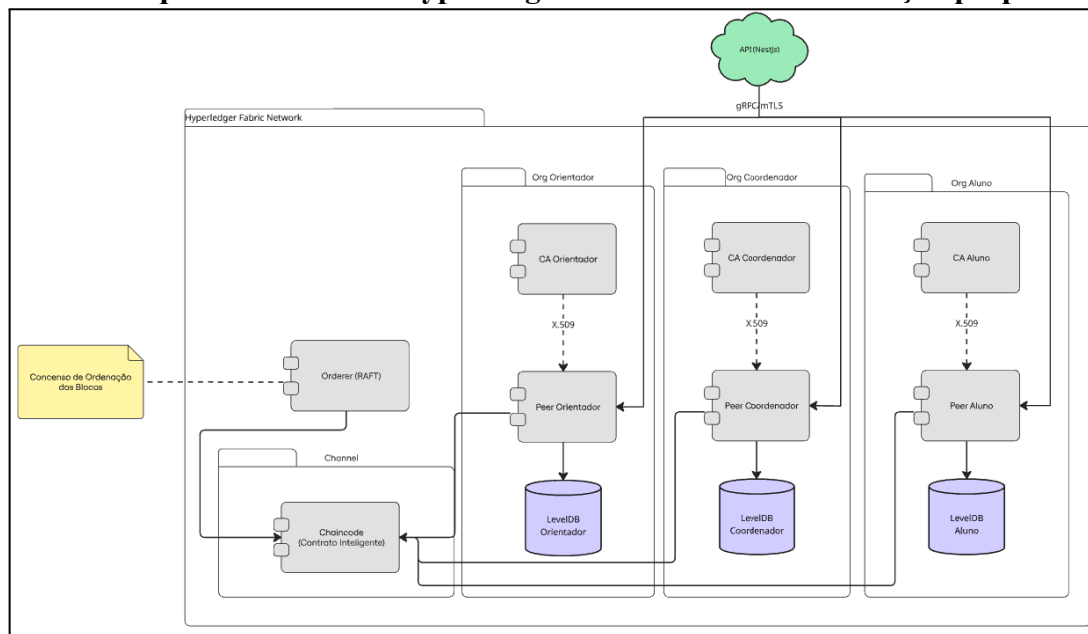 API (Nestjs)
gRPC/mTLS
Hyperledger Fabric Network
Org Orientador
Org Coordenador
Org Aluno
CA Orientador
CA Coordenador
CA Aluno
X.509
X.509
X.509
Concenso de Ordenação
dos Blocos
Orderer (RAFT)
Peer Orientador
Peer Coordenador
Peer Aluno
Channel
Chaincode
(Contrato Inteligente)
LevelDB
Orientador
LevelDB
Coordenador
LevelDB
Aluno